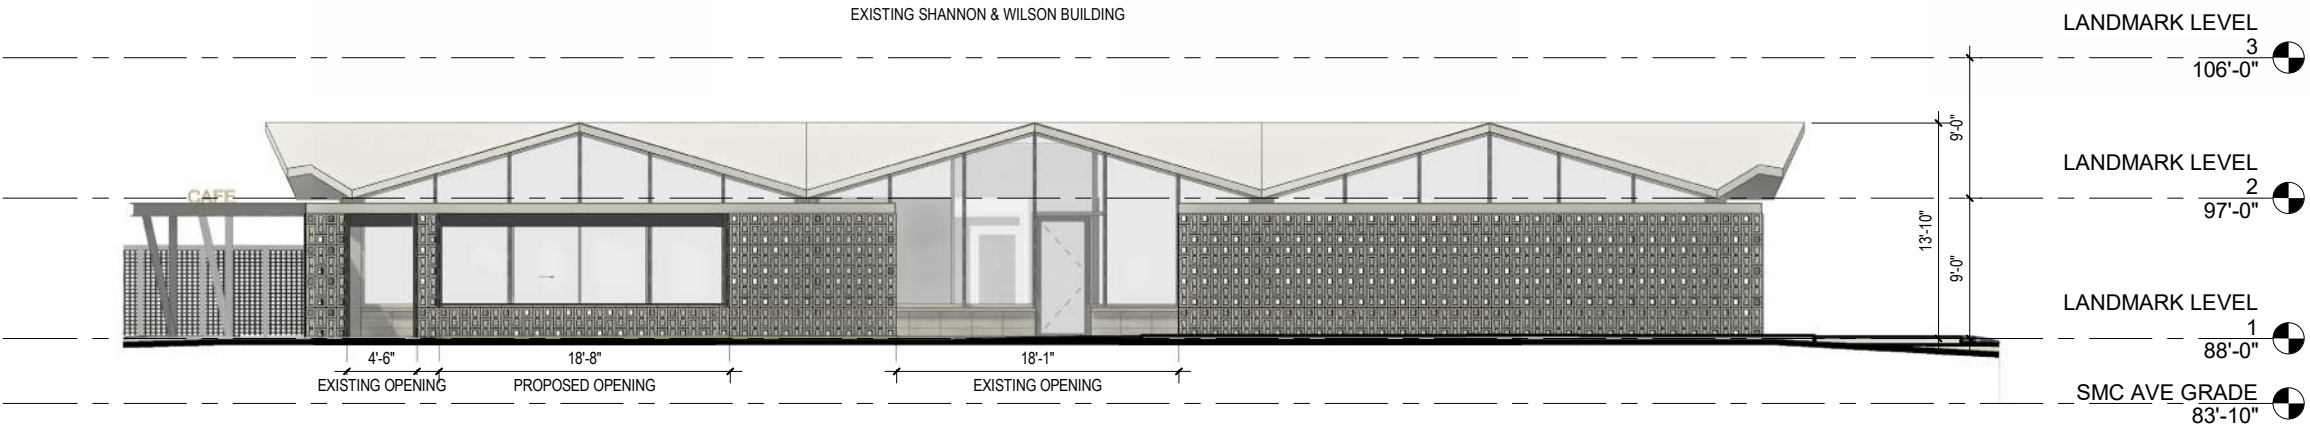 EXISTING SHANNON & WILSON BUILDING
LANDMARK LEVEL
3
106'-0"
9'-0"
LANDMARK LEVEL
2
97'-0"
CAFE
13'-10"
9'-0"
LANDMARK LEVEL
1
88'-0"
4'-6"
18'-8"
18'-1"
EXISTING OPENING
PROPOSED OPENING
EXISTING OPENING
SMC AVE GRADE
83'-10"